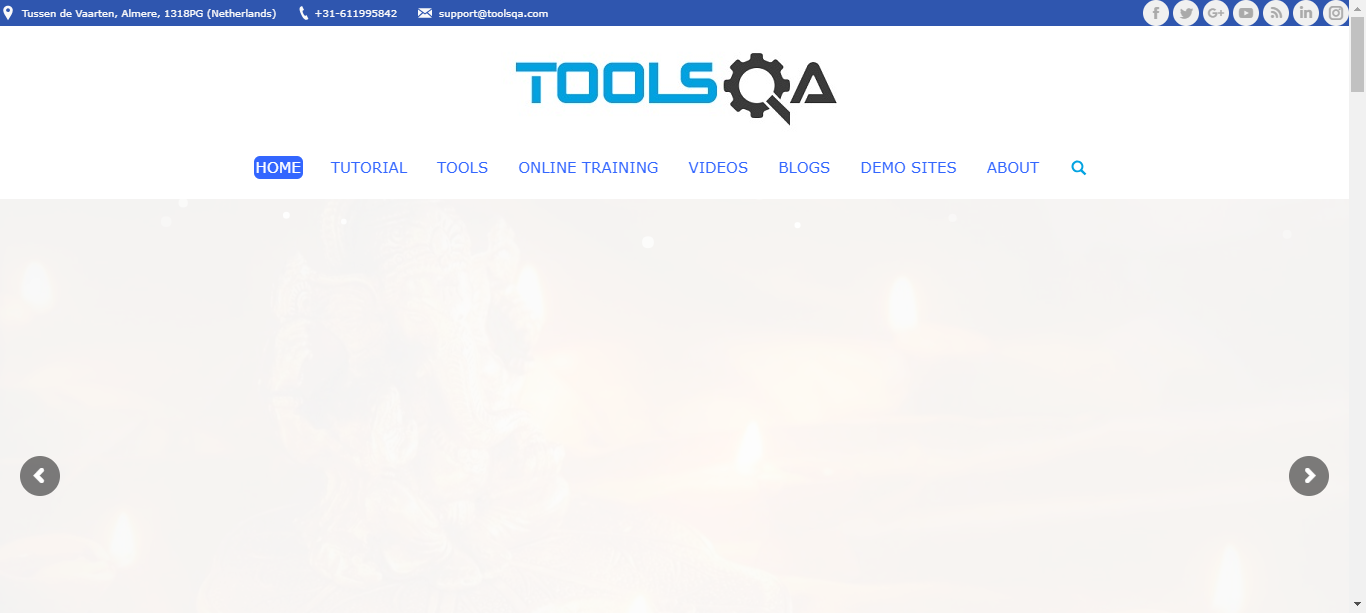 Tussen de Vaarten, Almere, 1318PG (Netherlands) +31-611995842 support@toolsqa.com
TOOLSQA
HOME TUTORIAL TOOLS ONLINE TRAINING VIDEOS BLOGS DEMO SITES ABOUT